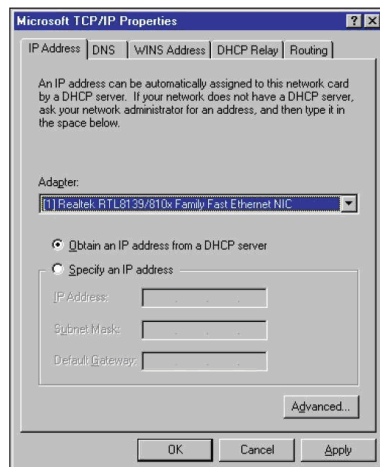 Microsoft TCP/IP Properties
IP Address DNS WINS Address DHCP Relay Routing
An IP address can be automatically assigned to this network card
by a DHCP server. If your network does not have a DHCP server,
ask your network administrator for an address, and then type it in
the space below.
Adapter:
[1] Realtek RTL8139/810x Family Fast Ethernet NIC
Obtain an IP address from a DHCP server
Specify an IP address
IP Address:
Subnet Mask:
Default Gateway:
Advanced...
OK Cancel Apply